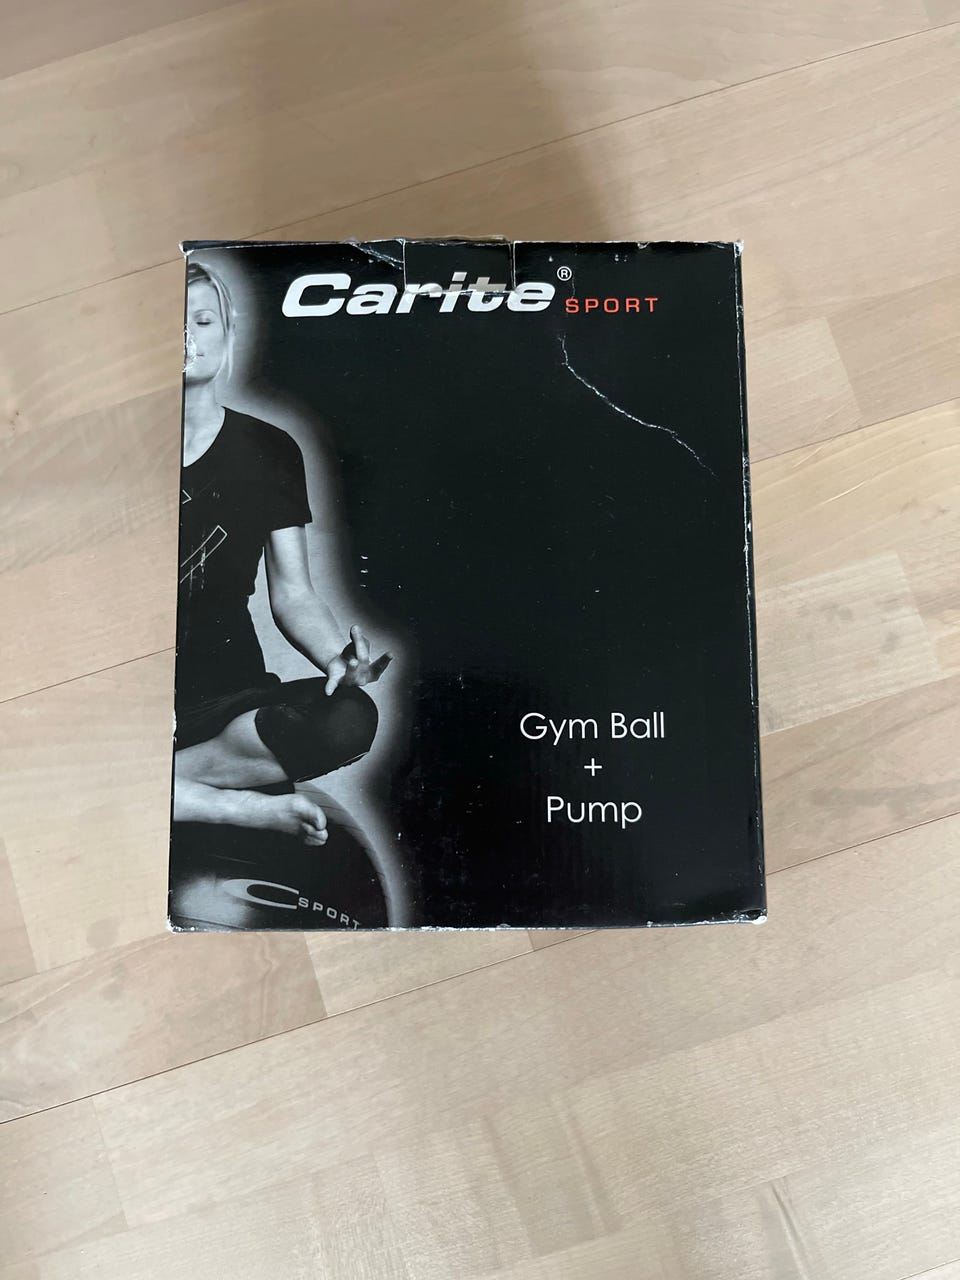 Carite® SPORT
Gym Ball
+
Pump
C SPORT